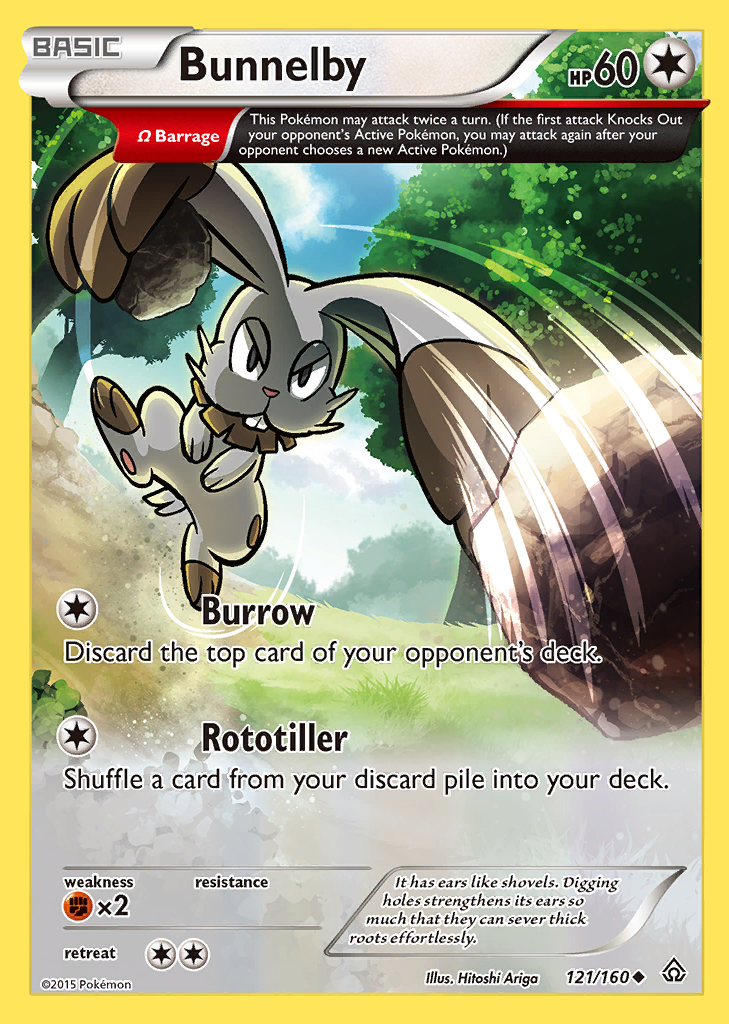 BASIC
Bunnelby
HP60
Ω Barrage
This Pokémon may attack twice a turn. (If the first attack Knocks Out
your opponent's Active Pokémon, you may attack again after your
opponent chooses a new Active Pokémon.)
Burrow
Discard the top card of your opponent's deck.
Rototiller
Shuffle a card from your discard pile into your deck.
weakness
resistance
×2
It has ears like shovels. Digging
holes strengthens its ears so
much that they can sever thick
roots effortlessly.
retreat
©2015 Pokémon
Illus. Hitoshi Ariga
121/160